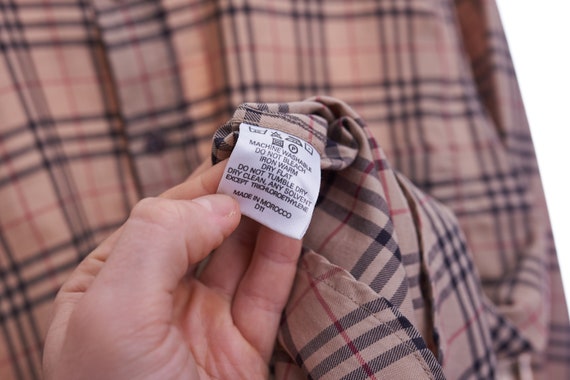 MACHINE WASHABLE
DO NOT BLEACH
IRON WARM
DRY FLAT
DO NOT TUMBLE DRY
DRY CLEAN, ANY SOLVENT
EXCEPT TRICHLOROETHYLENE
MADE IN MOROCCO
D11